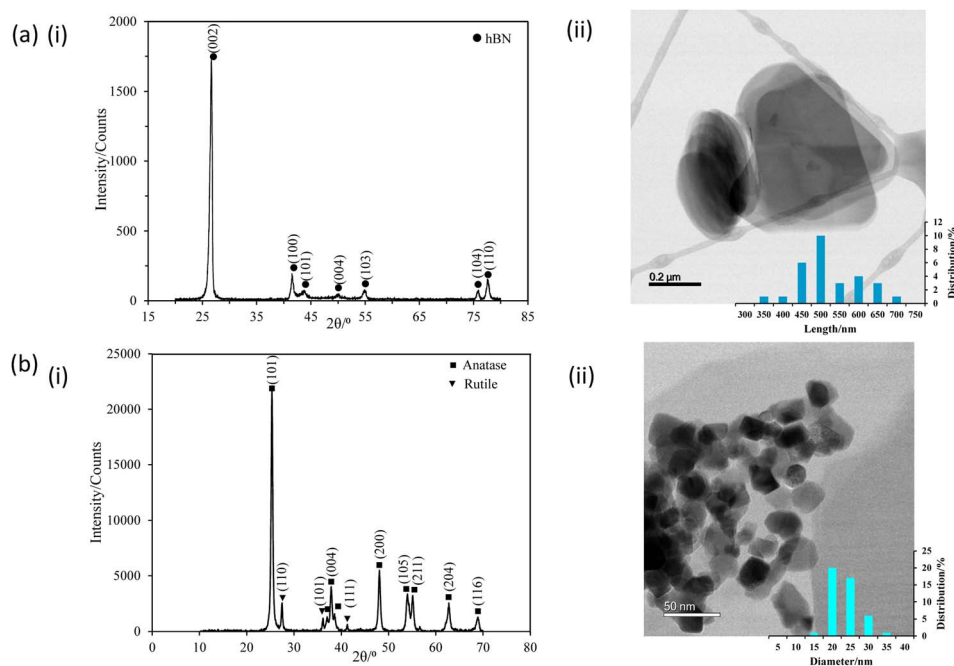 (a) (i)
Intensity/Counts
2000
1500
1000
500
0
15 25 35 45 55 65 75 85
2θ/º
● hBN
(002)
(100)
(101)
(004)
(103)
(104)
(110)
(ii)
0.2 µm
12
10
8
6
4
2
0
Distribution/%
300 350 400 450 500 550 600 650 700 750
Length/nm
(b) (i)
Intensity/Counts
25000
20000
15000
10000
5000
0
0 10 20 30 40 50 60 70 80
2θ/º
■ Anatase
▼ Rutile
(101)
(110)
(101)
(004)
(111)
(200)
(105)
(211)
(204)
(116)
(ii)
50 nm
25
20
15
10
5
0
Distribution/%
5 10 15 20 25 30 35 40
Diameter/nm